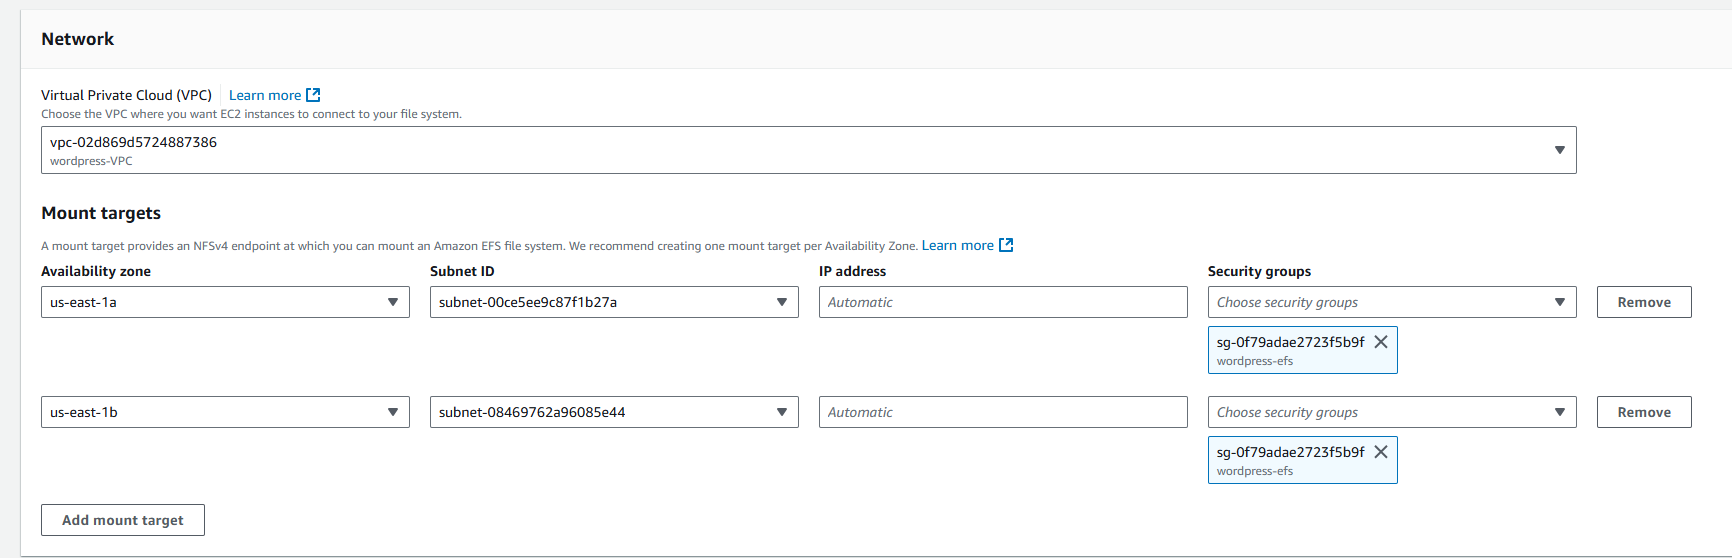 Network
Virtual Private Cloud (VPC) Learn more
Choose the VPC where you want EC2 instances to connect to your file system.
vpc-02d869d5724887386
wordpress-VPC
Mount targets
A mount target provides an NFSv4 endpoint at which you can mount an Amazon EFS file system. We recommend creating one mount target per Availability Zone. Learn more
Availability zone Subnet ID IP address Security groups
us-east-1a subnet-00ce5ee9c87f1b27a Automatic Choose security groups Remove
sg-0f79adae2723f5b9f
wordpress-efs
us-east-1b subnet-08469762a96085e44 Automatic Choose security groups Remove
sg-0f79adae2723f5b9f
wordpress-efs
Add mount target